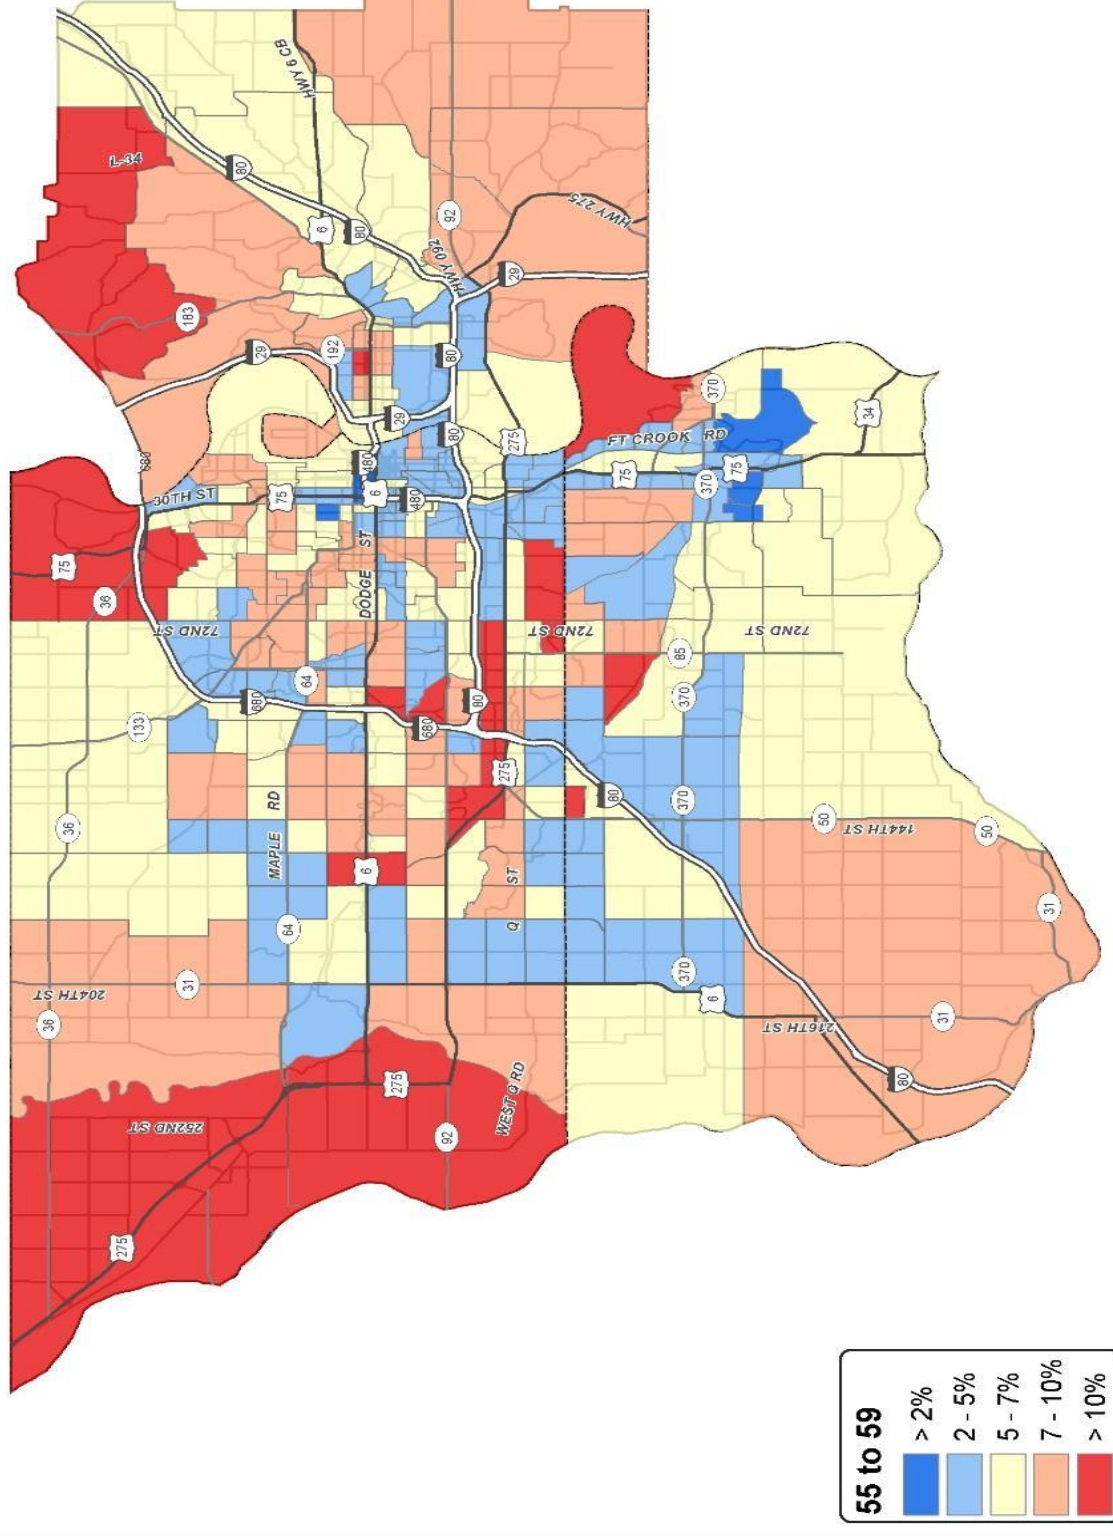 36
36
75
36
204TH ST
275
L-34
133
680
252ND ST
72ND ST
30TH ST
31
183
80
680
29
MAPLE RD
75
64
HWY 6 CB
64
6
192
80
6
DODGE ST
480
6
275
29
480
680
92
80
80
HWY 092
92
80
275
WEST Q RD
Q ST
275
29
72ND ST
HWY 275
80
75
FT CROOK RD
85
370
370
370
370
370
6
75
72ND ST
216TH ST
50
144TH ST
34
80
31
50
31
55 to 59
> 2%
2 - 5%
5 - 7%
7 - 10%
> 10%